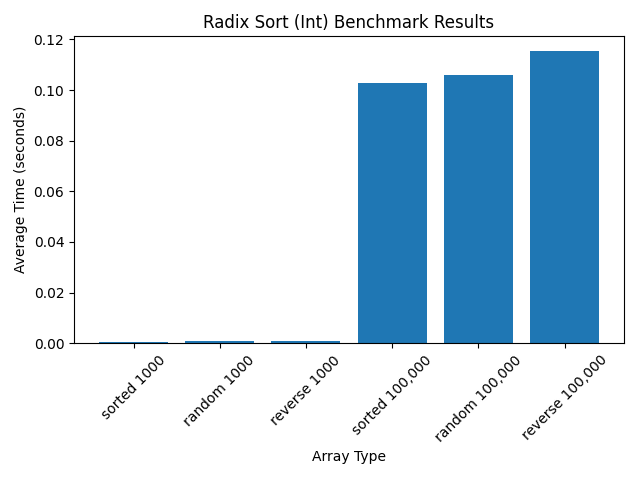 Radix Sort (Int) Benchmark Results
0.12
0.10
0.08
0.06
0.04
0.02
0.00
Average Time (seconds)
sorted 1000
random 1000
reverse 1000
sorted 100,000
random 100,000
reverse 100,000
Array Type